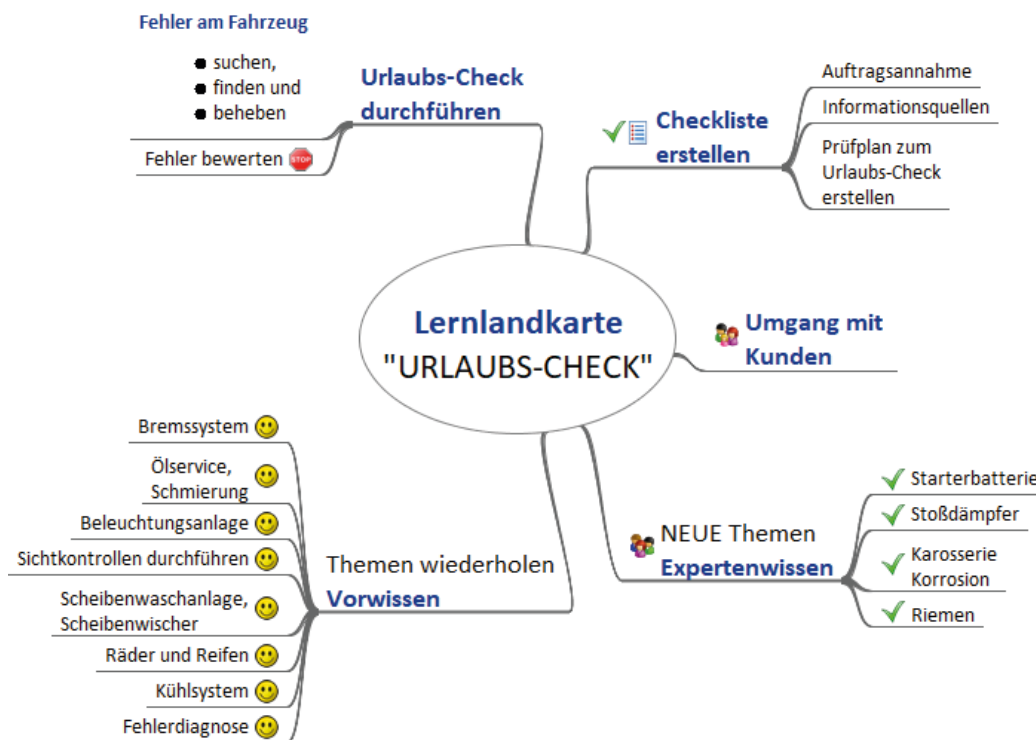 Fehler am Fahrzeug
● suchen,
● finden und
● beheben
Fehler bewerten
STOP
Urlaubs-Check
durchführen
Checkliste
erstellen
Auftragsannahme
Informationsquellen
Prüfplan zum
Urlaubs-Check
erstellen
Lernlandkarte
"URLAUBS-CHECK"
Umgang mit
Kunden
NEUE Themen
Expertenwissen
Starterbatterie
Stoßdämpfer
Karosserie
Korrosion
Riemen
Themen wiederholen
Vorwissen
Bremssystem
Ölservice,
Schmierung
Beleuchtungsanlage
Sichtkontrollen durchführen
Scheibenwaschanlage,
Scheibenwischer
Räder und Reifen
Kühlsystem
Fehlerdiagnose